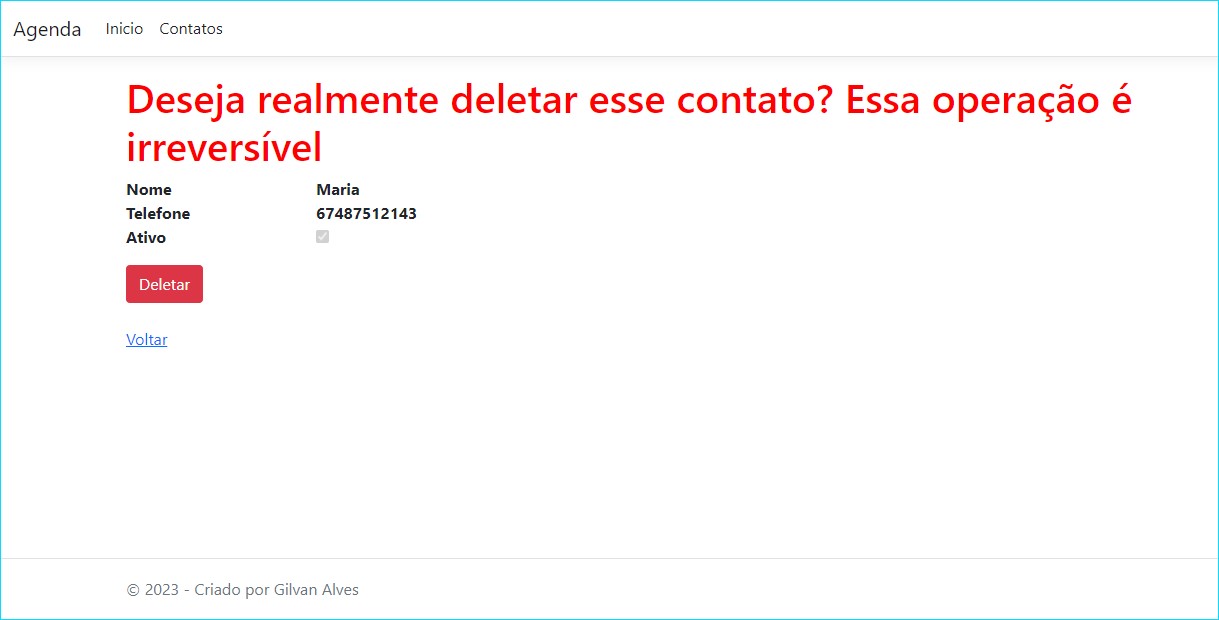 Agenda Inicio Contatos
Deseja realmente deletar esse contato? Essa operação é
irreversível
Nome Maria
Telefone 67487512143
Ativo
Deletar
Voltar
© 2023 - Criado por Gilvan Alves